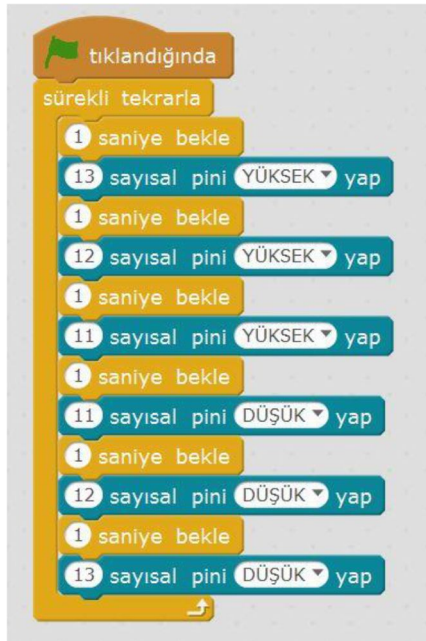 tıklandığında
sürekli tekrarla
1 saniye bekle
13 sayısal pini YÜKSEK yap
1 saniye bekle
12 sayısal pini YÜKSEK yap
1 saniye bekle
11 sayısal pini YÜKSEK yap
1 saniye bekle
11 sayısal pini DÜŞÜK yap
1 saniye bekle
12 sayısal pini DÜŞÜK yap
1 saniye bekle
13 sayısal pini DÜŞÜK yap